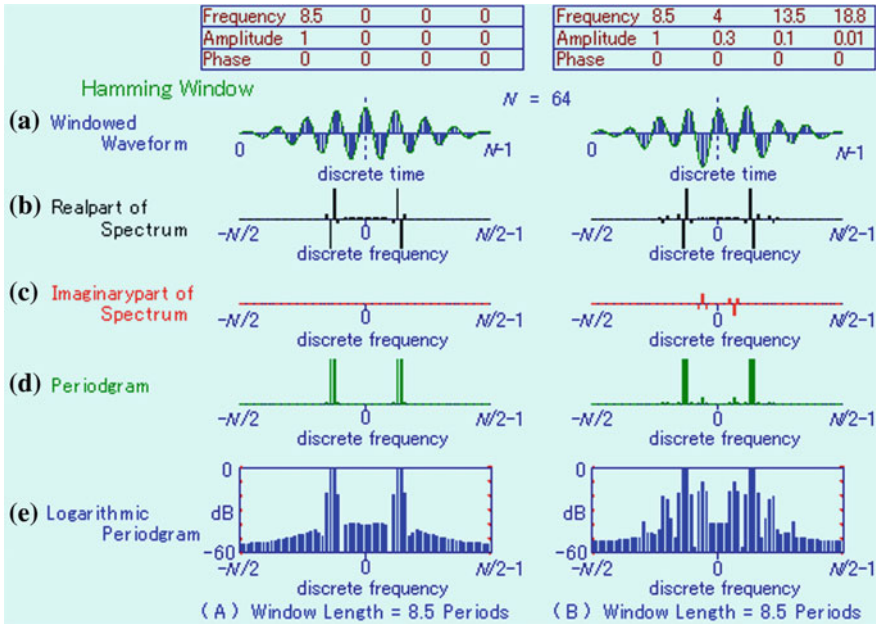 Frequency 8.5 0 0 0
Amplitude 1 0 0 0
Phase 0 0 0 0
Frequency 8.5 4 13.5 18.8
Amplitude 1 0.3 0.1 0.01
Phase 0 0 0 0
Hamming Window
N = 64
(a) Windowed
Waveform
0 N-1
discrete time
0 N-1
discrete time
(b) Realpart of
Spectrum
-N/2 0 N/2-1
discrete frequency
-N/2 0 N/2-1
discrete frequency
(c) Imaginarypart of
Spectrum
-N/2 0 N/2-1
discrete frequency
-N/2 0 N/2-1
discrete frequency
(d) Periodgram
-N/2 0 N/2-1
discrete frequency
-N/2 0 N/2-1
discrete frequency
(e) Logarithmic
Periodgram
0
dB
-60
-N/2 0 N/2-1
discrete frequency
0
dB
-60
-N/2 0 N/2-1
discrete frequency
(A) Window Length = 8.5 Periods
(B) Window Length = 8.5 Periods